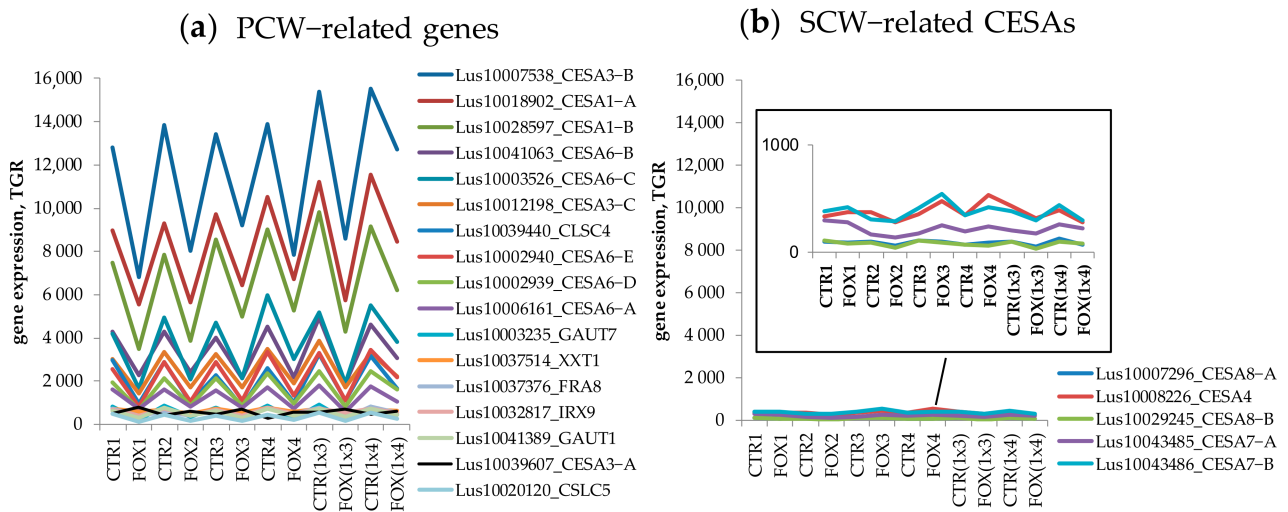 (a) PCW−related genes
gene expression, TGR
16 000
14,000
12,000
10,000
8 000
6 000
4 000
2 000
0
CTR1
FOX1
CTR2
FOX2
CTR3
FOX3
CTR4
FOX4
CTR(1x3)
FOX(1x3)
CTR(1x4)
FOX(1x4)
Lus10007538_CESA3−B
Lus10018902_CESA1−A
Lus10028597_CESA1−B
Lus10041063_CESA6−B
Lus10003526_CESA6−C
Lus10012198_CESA3−C
Lus10039440_CLSC4
Lus10002940_CESA6−E
Lus10002939_CESA6−D
Lus10006161_CESA6−A
Lus10003235_GAUT7
Lus10037514_XXT1
Lus10037376_FRA8
Lus10032817_IRX9
Lus10041389_GAUT1
Lus10039607_CESA3−A
Lus10020120_CSLC5
(b) SCW−related CESAs
gene expression, TGR
16 000
14,000
12,000
10,000
8 000
6 000
4 000
2 000
0
1000
0
CTR1
FOX1
CTR2
FOX2
CTR3
FOX3
CTR4
FOX4
CTR(1x3)
FOX(1x3)
CTR(1x4)
FOX(1x4)
CTR1
FOX1
CTR2
FOX2
CTR3
FOX3
CTR4
FOX4
CTR(1x3)
FOX(1x3)
CTR(1x4)
FOX(1x4)
Lus10007296_CESA8−A
Lus10008226_CESA4
Lus10029245_CESA8−B
Lus10043485_CESA7−A
Lus10043486_CESA7−B